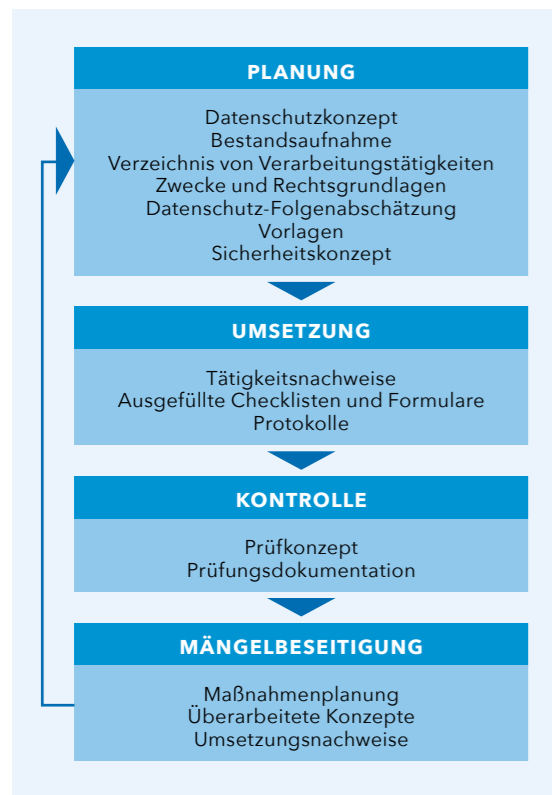 PLANUNG
Datenschutzkonzept
Bestandsaufnahme
Verzeichnis von Verarbeitungstätigkeiten
Zwecke und Rechtsgrundlagen
Datenschutz-Folgenabschätzung
Vorlagen
Sicherheitskonzept
UMSETZUNG
Tätigkeitsnachweise
Ausgefüllte Checklisten und Formulare
Protokolle
KONTROLLE
Prüfkonzept
Prüfungsdokumentation
MÄNGELBESEITIGUNG
Maßnahmenplanung
Überarbeitete Konzepte
Umsetzungsnachweise